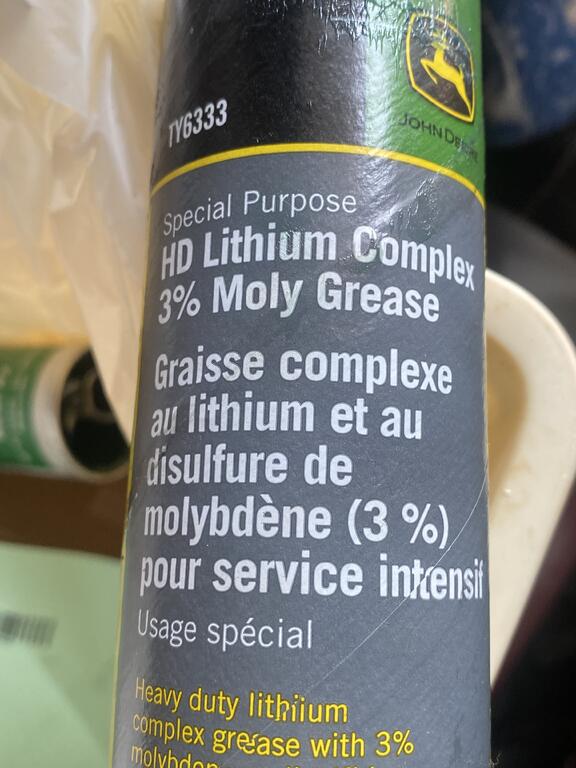 TY6333
JOHN DEERE
Special Purpose
HD Lithium Complex
3% Moly Grease
Graisse complexe
au lithium et au
disulfure de
molybdène (3 %)
pour service intensif
Usage spécial
Heavy duty lithiium
complex grease with 3%